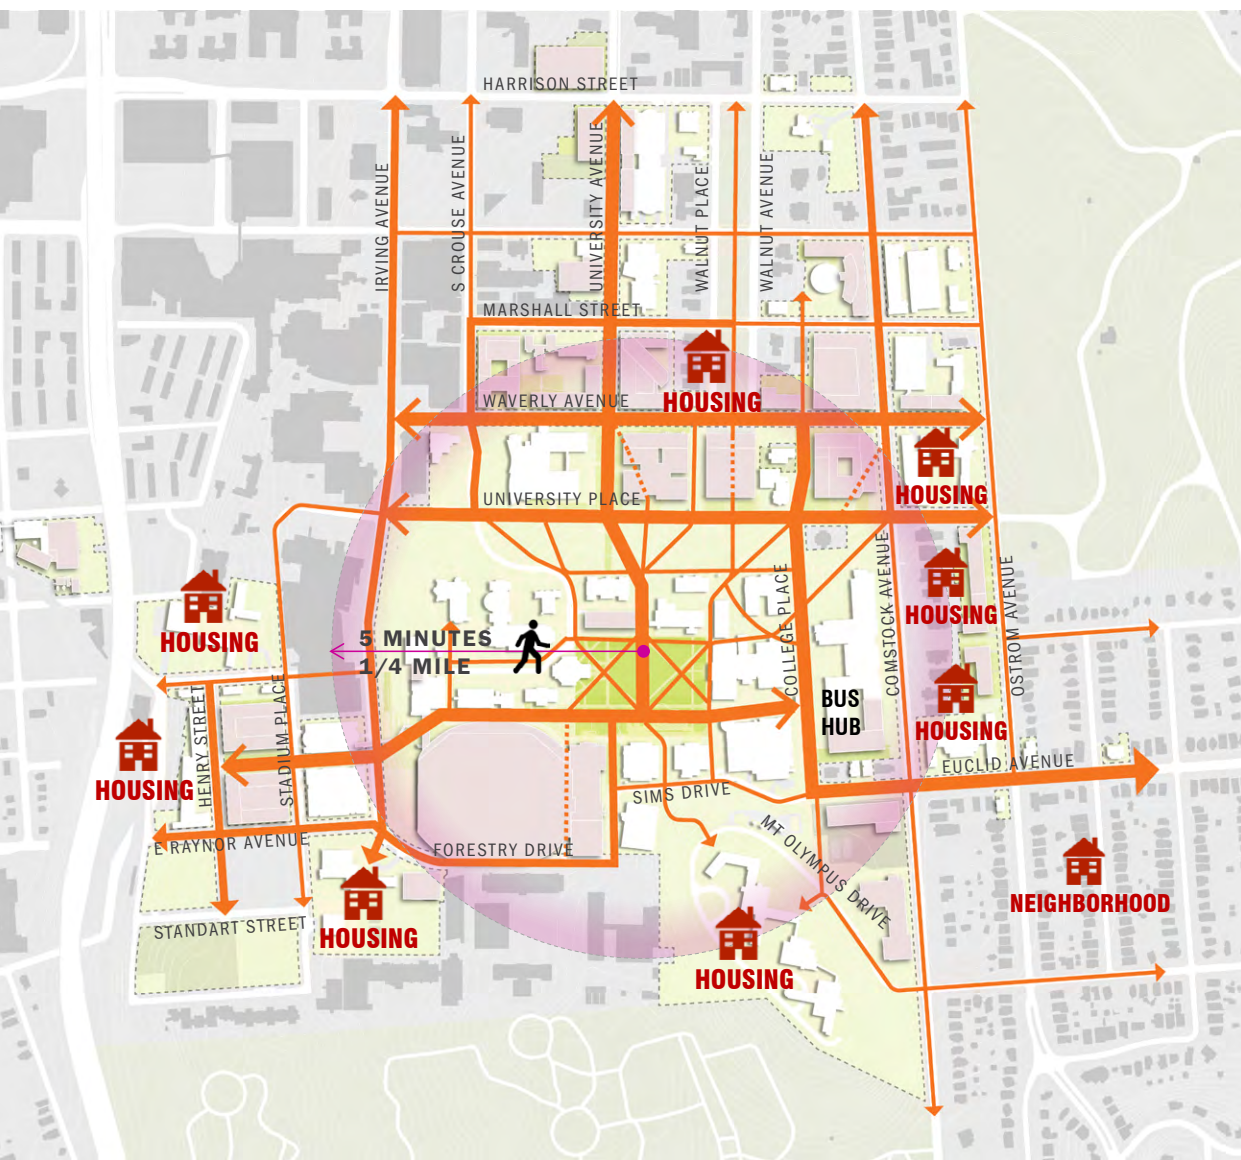 HARRISON STREET
IRVING AVENUE
S CROUSE AVENUE
UNIVERSITY AVENUE
WALNUT PLACE
WALNUT AVENUE
MARSHALL STREET
WAVERLY AVENUE
HOUSING
HOUSING
UNIVERSITY PLACE
HOUSING
HOUSING
5 MINUTES
1/4 MILE
COLLEGE PLACE
COMSTOCK AVENUE
OSTROM AVENUE
BUS
HUB
HOUSING
HENRY STREET
STADIUM PLACE
HOUSING
EUCLID AVENUE
SIMS DRIVE
E RAYNOR AVENUE
FORESTRY DRIVE
MT OLYMPUS DRIVE
NEIGHBORHOOD
STANDART STREET
HOUSING
HOUSING